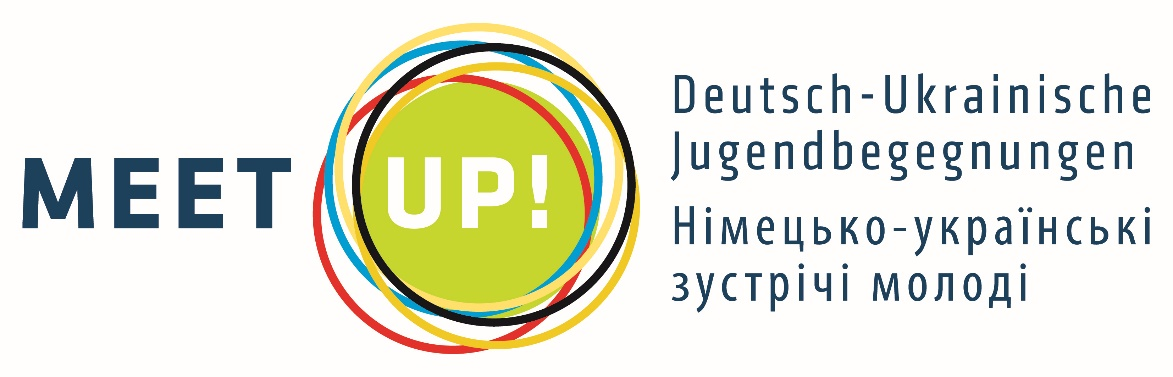 MEET UP!
Deutsch-Ukrainische
Jugendbegegnungen
Німецько-українські
зустрічі молоді